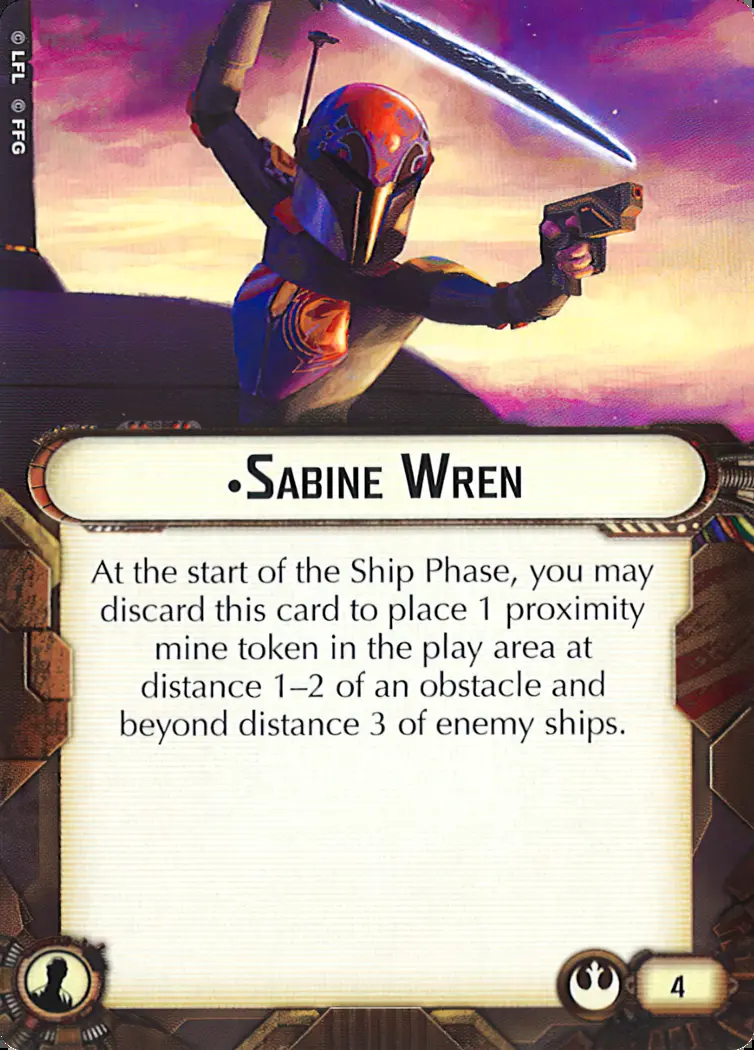 © LFL © FFG
•Sabine Wren
At the start of the Ship Phase, you may
discard this card to place 1 proximity
mine token in the play area at
distance 1–2 of an obstacle and
beyond distance 3 of enemy ships.
4